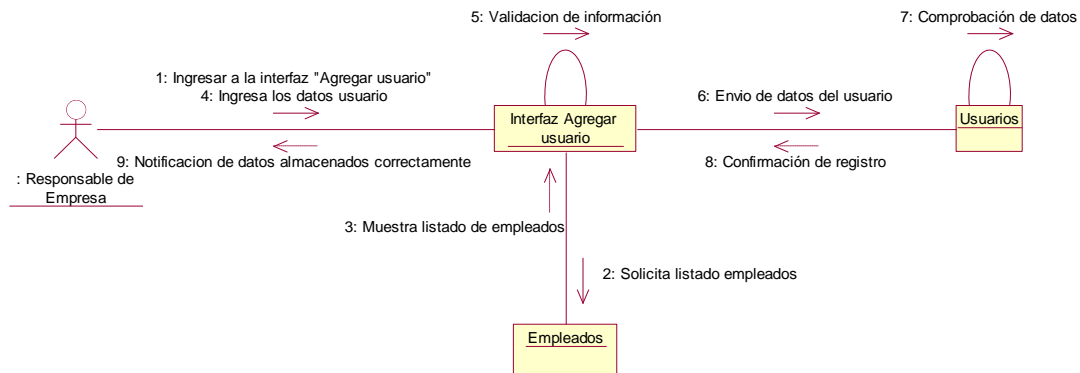 5: Validacion de información
7: Comprobación de datos
1: Ingresar a la interfaz "Agregar usuario"
4: Ingresa los datos usuario
6: Envio de datos del usuario
Interfaz Agregar
usuario
Usuarios
9: Notificacion de datos almacenados correctamente
8: Confirmación de registro
: Responsable de
Empresa
3: Muestra listado de empleados
2: Solicita listado empleados
Empleados